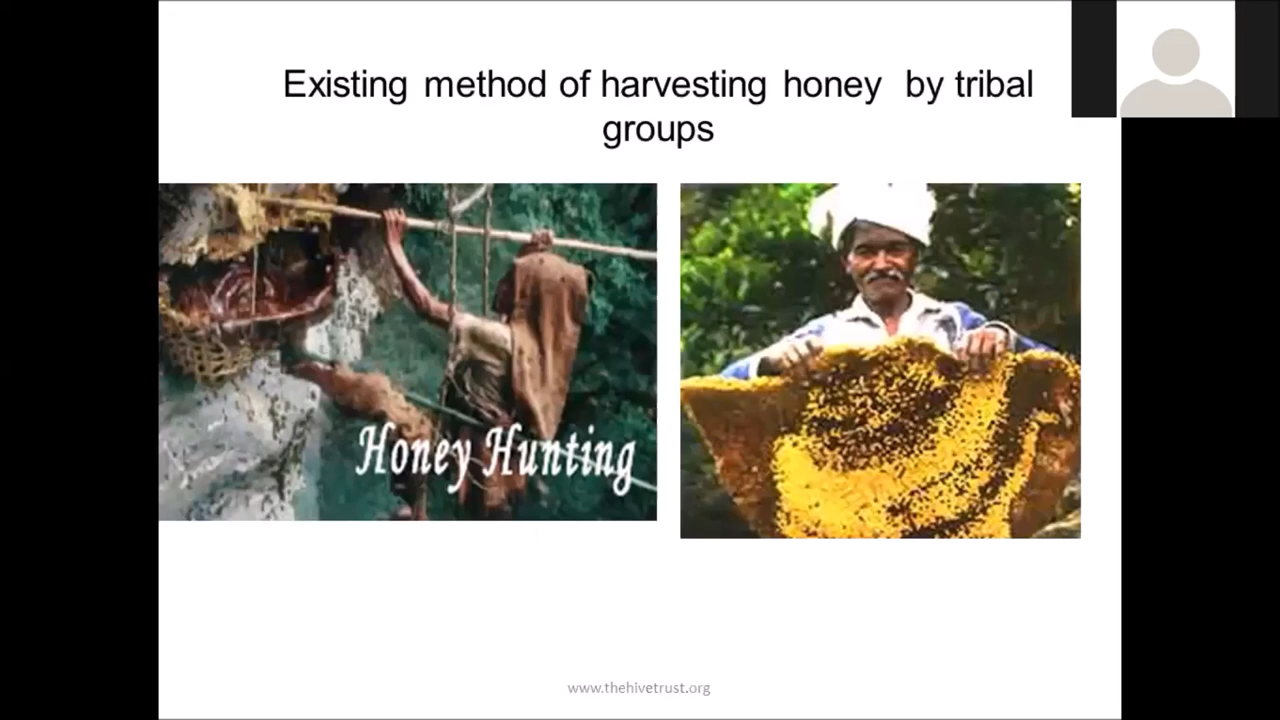 Existing method of harvesting honey by tribal
groups
Honey Hunting
www.thehivetrust.org